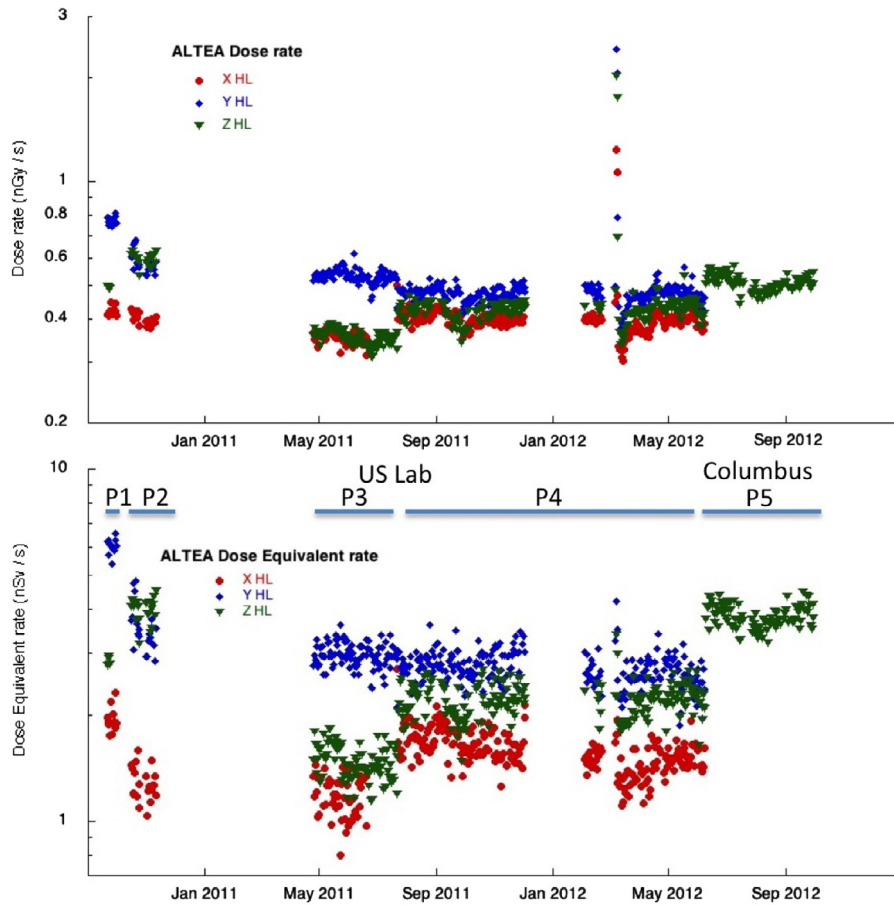 3
ALTEA Dose rate
X HL
Y HL
Z HL
1
0.8
0.6
0.4
0.2
Dose rate (nGy / s)
Jan 2011 May 2011 Sep 2011 Jan 2012 May 2012 Sep 2012
10
US Lab Columbus
P1 P2 P3 P4 P5
ALTEA Dose Equivalent rate
X HL
Y HL
Z HL
1
Dose Equivalent rate (nSv / s)
Jan 2011 May 2011 Sep 2011 Jan 2012 May 2012 Sep 2012